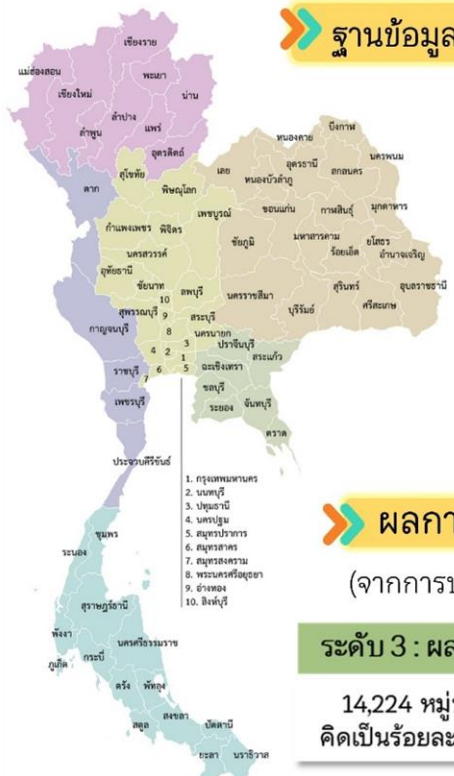 ฐานข้อมูล
เชียงราย
แม่ฮ่องสอน
พะเยา
เชียงใหม่
น่าน
ลำปาง
ลำพูน
แพร่
อุตรดิตถ์
บึงกาฬ
หนองคาย
นครพนม
เลย
อุดรธานี
สกลนคร
หนองบัวลำภู
สุโขทัย
ตาก
พิษณุโลก
เพชรบูรณ์
ขอนแก่น
กาฬสินธุ์
มุกดาหาร
กำแพงเพชร
พิจิตร
ชัยภูมิ
มหาสารคาม
ร้อยเอ็ด
ยโสธร
อำนาจเจริญ
นครสวรรค์
อุทัยธานี
ชัยนาท
ลพบุรี
นครราชสีมา
บุรีรัมย์
สุรินทร์
ศรีสะเกษ
อุบลราชธานี
10
สุพรรณบุรี
9
สระบุรี
กาญจนบุรี
8
นครนายก
3
ปราจีนบุรี
4
2
1
สระแก้ว
ราชบุรี
6
5
ฉะเชิงเทรา
7
ชลบุรี
เพชรบุรี
ระยอง
จันทบุรี
ตราด
ประจวบคีรีขันธ์
1. กรุงเทพมหานคร
2. นนทบุรี
3. ปทุมธานี
4. นครปฐม
5. สมุทรปราการ
6. สมุทรสาคร
7. สมุทรสงคราม
8. พระนครศรีอยุธยา
9. อ่างทอง
10. สิงห์บุรี
ชุมพร
ระนอง
สุราษฎร์ธานี
พังงา
นครศรีธรรมราช
ภูเก็ต
กระบี่
ตรัง
พัทลุง
สตูล
สงขลา
ปัตตานี
ยะลา
นราธิวาส
ผลกา
(จากการป
ระดับ 3 : ผล
14,224 หมู่
คิดเป็นร้อยละ